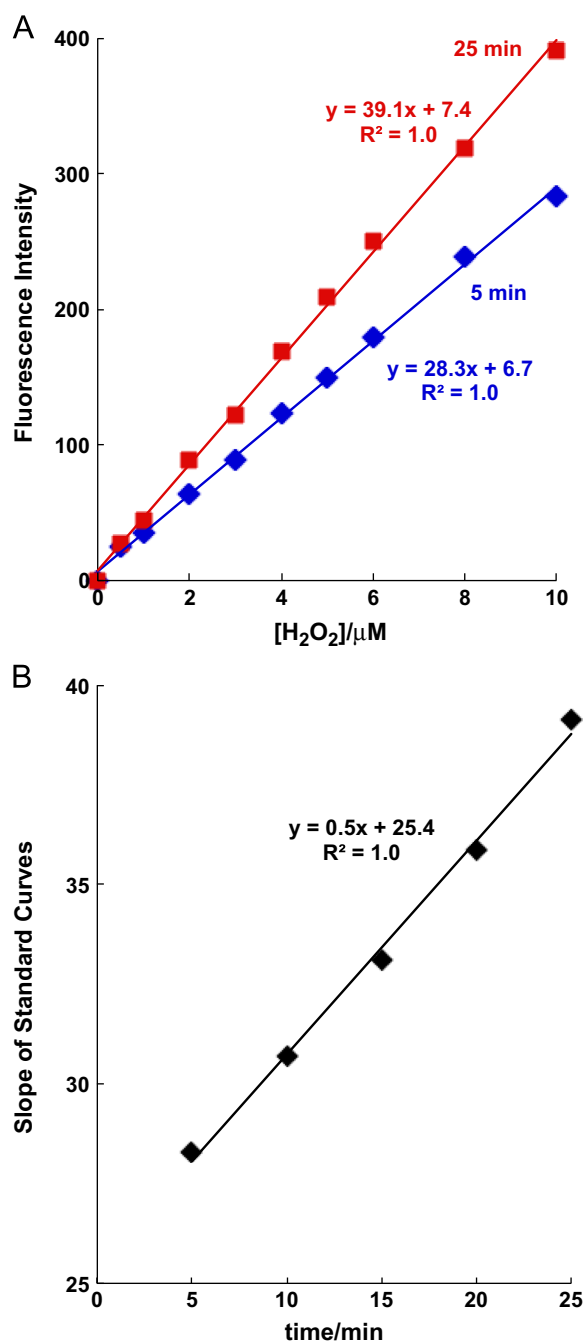 A
400
300
200
100
0
Fluorescence Intensity
25 min
y = 39.1x + 7.4
R² = 1.0
5 min
y = 28.3x + 6.7
R² = 1.0
0 2 4 6 8 10
[H₂O₂]/μM
B
40
35
30
25
Slope of Standard Curves
y = 0.5x + 25.4
R² = 1.0
0 5 10 15 20 25
time/min